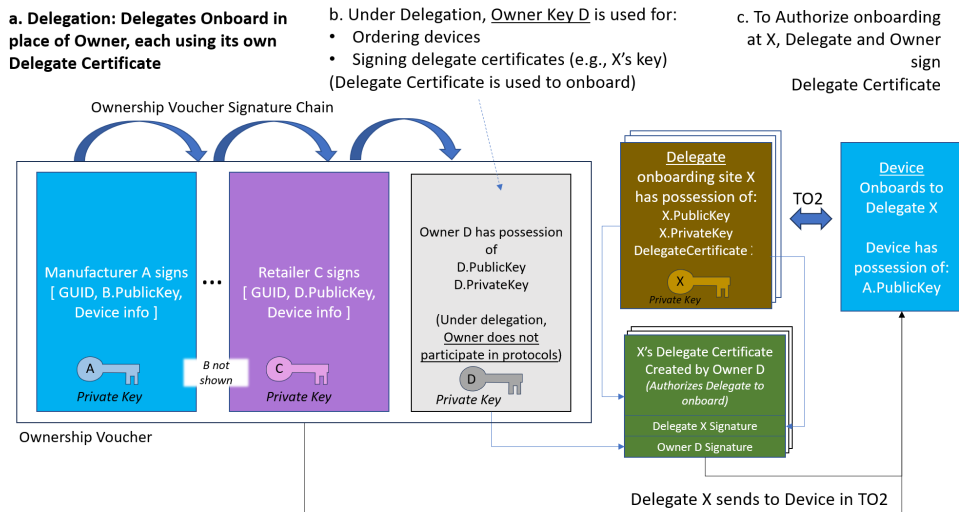 a. Delegation: Delegates Onboard in
place of Owner, each using its own
Delegate Certificate
b. Under Delegation, Owner Key D is used for:
• Ordering devices
• Signing delegate certificates (e.g., X's key)
(Delegate Certificate is used to onboard)
c. To Authorize onboarding
at X, Delegate and Owner
sign
Delegate Certificate
Ownership Voucher Signature Chain
Manufacturer A signs
[ GUID, B.PublicKey,
Device info ]
A
Private Key
...
B not
shown
Retailer C signs
[ GUID, D.PublicKey,
Device info ]
C
Private Key
Owner D has possession
of
D.PublicKey
D.PrivateKey
(Under delegation,
Owner does not
participate in protocols)
D
Private Key
Ownership Voucher
Delegate
onboarding site X
has possession of:
X.PublicKey
X.PrivateKey
DelegateCertificate
X
Private Key
TO2
Device
Onboards to
Delegate X
Device has
possession of:
A.PublicKey
X's Delegate Certificate
Created by Owner D
(Authorizes Delegate to
onboard)
Delegate X Signature
Owner D Signature
Delegate X sends to Device in TO2